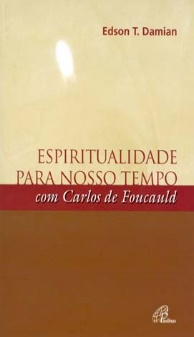 Edson T. Damian
ESPIRITUALIDADE
PARA NOSSO TEMPO
com Carlos de Foucauld
Paulinas